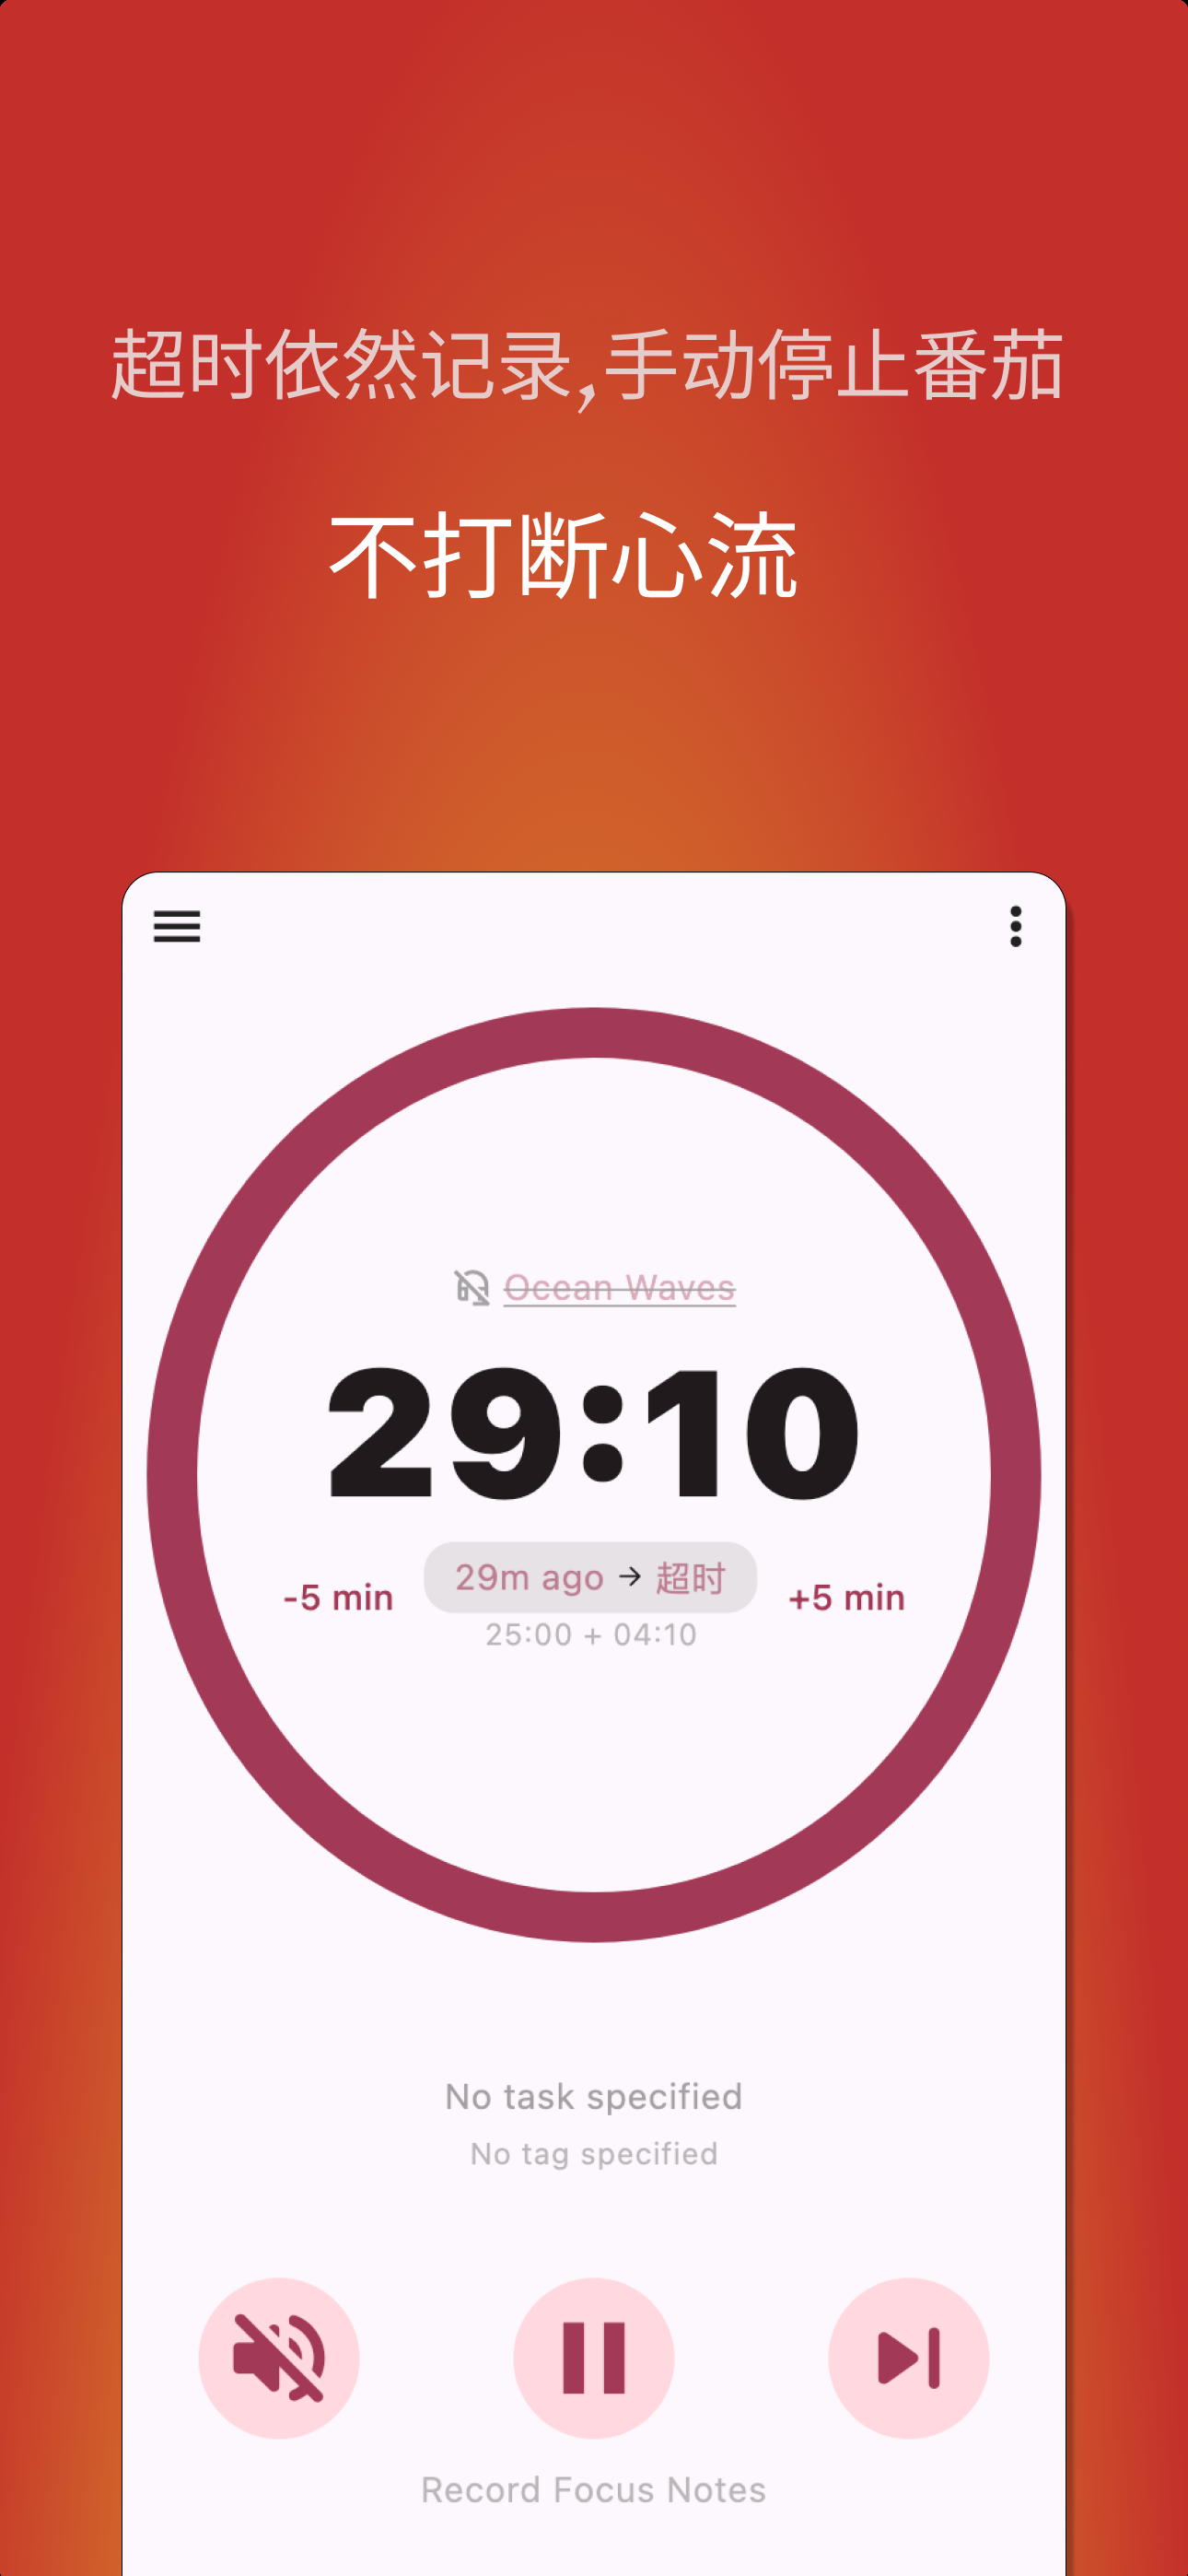 超时依然记录,手动停止番茄
不打断心流
Ocean Waves
29:10
-5 min
29m ago → 超时
+5 min
25:00 + 04:10
No task specified
No tag specified
Record Focus Notes